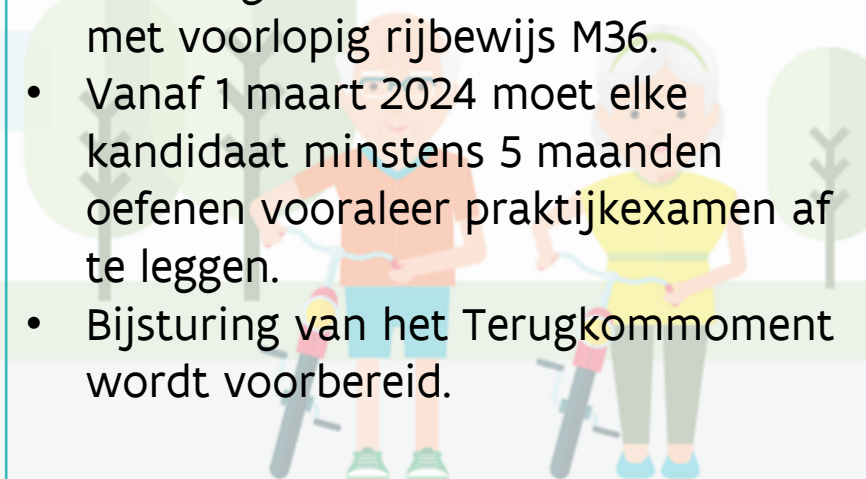 met voorlopig rijbewijs M36.
• Vanaf 1 maart 2024 moet elke
kandidaat minstens 5 maanden
oefenen vooraleer praktijkexamen af
te leggen.
• Bijsturing van het Terugkommoment
wordt voorbereid.